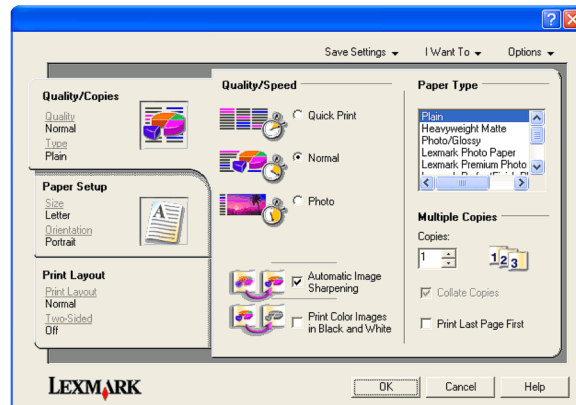 Save Settings
I Want To
Options
Quality/Copies
Quality
Normal
Type
Plain
Paper Setup
Size
Letter
Orientation
Portrait
Print Layout
Print Layout
Normal
Two-Sided
Off
Quality/Speed
Quick Print
Normal
Photo
Automatic Image
Sharpening
Print Color Images
in Black and White
Paper Type
Plain
Heavyweight Matte
Photo/Glossy
Lexmark Photo Paper
Lexmark Premium Photo
Multiple Copies
Copies:
1
1 2 3
Collate Copies
Print Last Page First
LEXMARK
OK
Cancel
Help